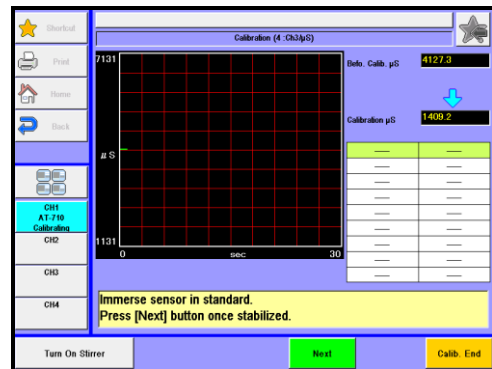 Shortcut
Calibration (4 :Ch3/µS)
Print
7131
Befo. Calib. µS
4127.3
Home
Back
Calibration µS
1409.2
µ S
CH1
AT-710
Calibrating
CH2
1131
0
sec
30
CH3
CH4
Immerse sensor in standard.
Press [Next] button once stabilized.
Turn On Stirrer
Next
Calib. End